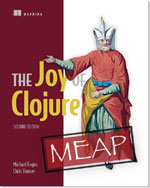 MANNING
THE Joy of
Clojure
SECOND EDITION
MEAP
Michael Fogus
Chris Houser